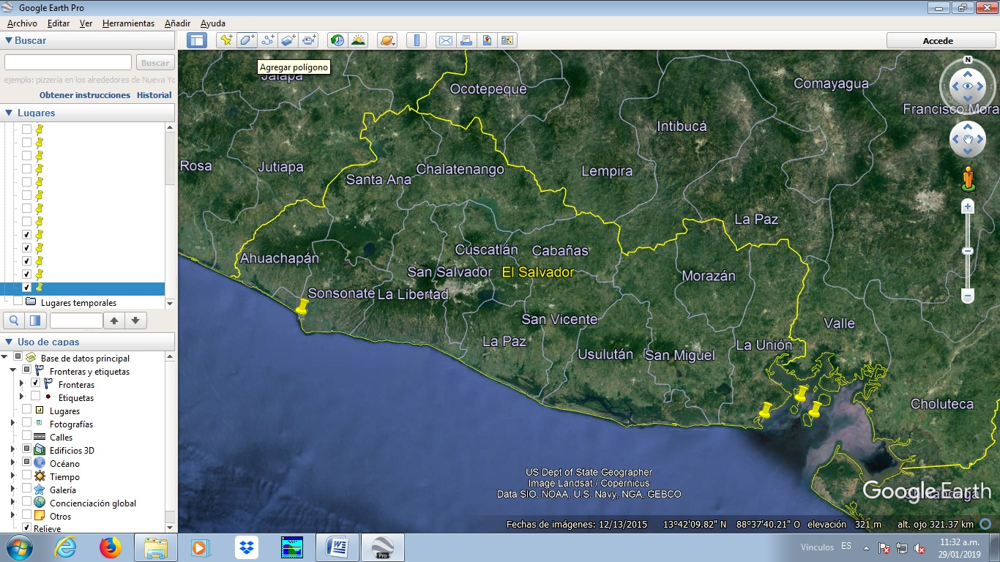 Google Earth Pro
Archivo Editar Ver Herramientas Añadir Ayuda
Buscar
Accede
Buscar
Agregar polígono
ejemplo: pizzería en los alrededores de Nueva Yo
Obtener instrucciones Historial
Lugares
Lugares temporales
Uso de capas
Base de datos principal
Fronteras y etiquetas
Fronteras
Etiquetas
Lugares
Fotografías
Calles
Edificios 3D
Océano
Tiempo
Galería
Concienciación global
Otros
Relieve
N
Jalapa
Ocotepeque
Comayagua
Francisco Mora
Intibucá
Rosa
Jutiapa
Santa Ana
Chalatenango
Lempira
La Paz
Ahuachapán
Cuscatlán
Cabañas
San Salvador
El Salvador
Morazán
Sonsonate
La Libertad
San Vicente
Valle
La Paz
Usulután
San Miguel
La Unión
Choluteca
US Dept of State Geographer
Image Landsat / Copernicus
Data SIO, NOAA, U.S. Navy, NGA, GEBCO
Google Earth
Chinandega
Fechas de imágenes: 12/13/2015 13°42'09.82" N 88°37'40.21" O elevación 321 m alt. ojo 321.37 km
Pro
Vínculos ES
11:32 a.m.
29/01/2019